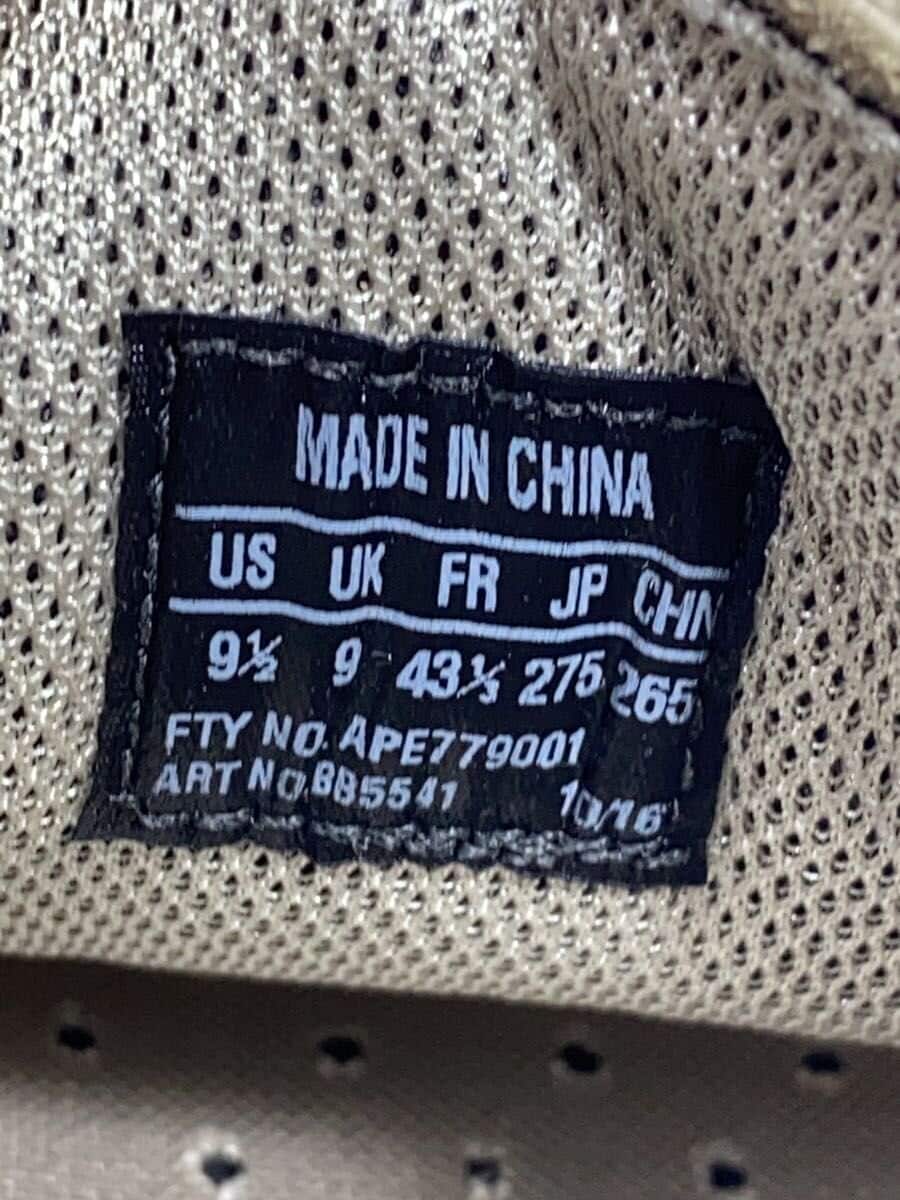 MADE IN CHINA
US UK FR JP CHN
9½ 9 43⅓ 275 265
FTY NO. APE779001
ART NO. BB5541 10/16